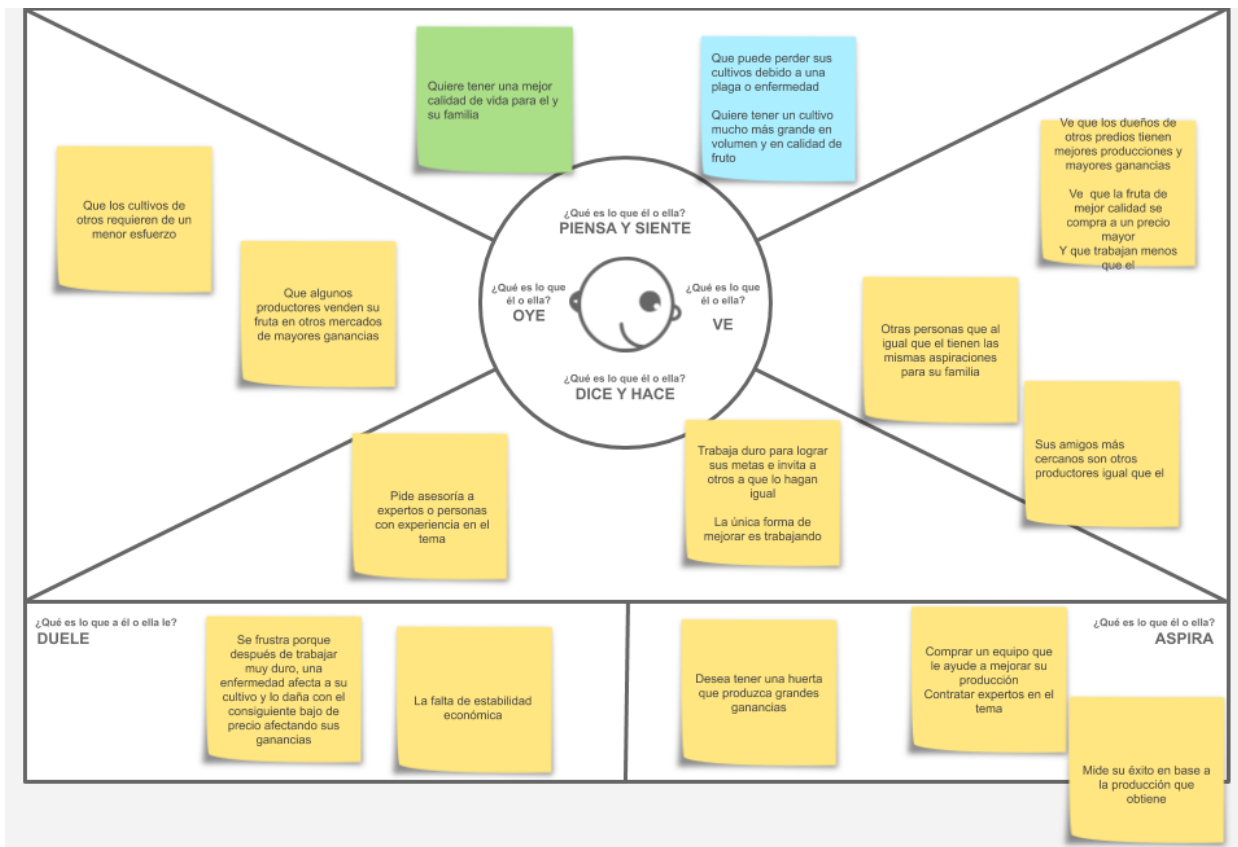 Quiere tener una mejor
calidad de vida para el y
su familia
Que puede perder sus
cultivos debido a una
plaga o enfermedad
Quiere tener un cultivo
mucho más grande en
volumen y en calidad de
fruto
Ve que los dueños de
otros predios tienen
mejores producciones y
mayores ganancias
Ve que la fruta de
mejor calidad se
compra a un precio
mayor
Y que trabajan menos
que el
Que los cultivos de
otros requieren de un
menor esfuerzo
Que algunos
productores venden su
fruta en otros mercados
de mayores ganancias
¿Qué es lo que él o ella?
PIENSA Y SIENTE
¿Qué es lo que
él o ella?
OYE
¿Qué es lo que
él o ella?
VE
¿Qué es lo que él o ella?
DICE Y HACE
Otras personas que al
igual que el tienen las
mismas aspiraciones
para su familia
Sus amigos más
cercanos son otros
productores igual que el
Pide asesoría a
expertos o personas
con experiencia en el
tema
Trabaja duro para lograr
sus metas e invita a
otros a que lo hagan
igual
La única forma de
mejorar es trabajando
¿Qué es lo que a él o ella le?
DUELE
Se frustra porque
después de trabajar
muy duro, una
enfermedad afecta a su
cultivo y lo daña con el
consiguiente bajo de
precio afectando sus
ganancias
La falta de estabilidad
económica
¿Qué es lo que él o ella?
ASPIRA
Desea tener una huerta
que produzca grandes
ganancias
Comprar un equipo que
le ayude a mejorar su
producción
Contratar expertos en el
tema
Mide su éxito en base a
la producción que
obtiene